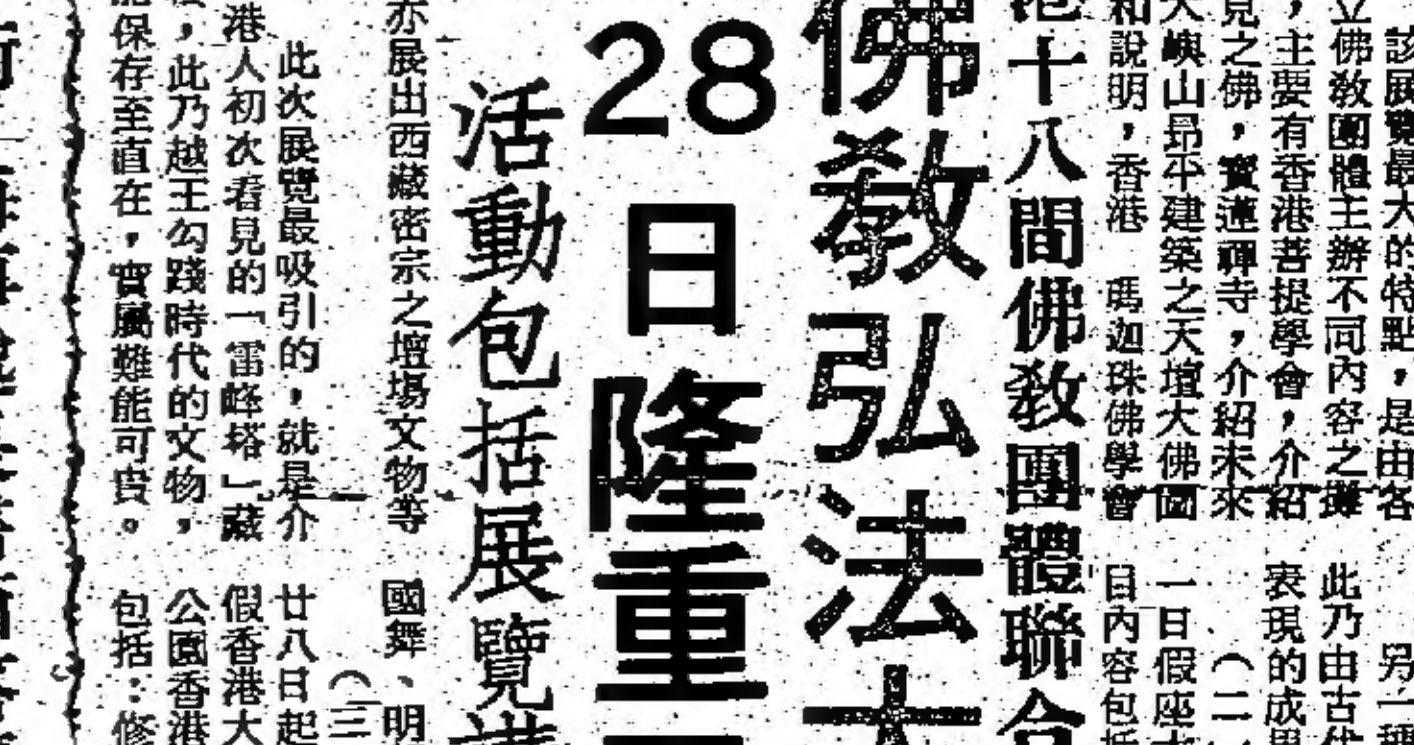 該展覽最大的特點，是由各
立佛敎團體主辦不同內容之攤
，主要有香港菩提學會，介紹
見之佛，寶蓮禪寺，介紹未來
大嶼山昂平建築之天壇大佛圖
和說明，香港 瑪迦珠佛學會
另一種
此乃由古代
表現的成
（二
一日假座
目內容包括
港十八間佛敎團體聯合
佛敎弘法大
28日隆重
活動包括展覽講
亦展出西藏密宗之壇場文物等
此次展覽最吸引的，就是介
港人初次看見的「雷峰塔」藏
，此乃越王勾踐時代的文物，
能保存至直在，實屬難能可貴。
國舞、明
（三
廿八日起
假香港大
公園香港
包括：修